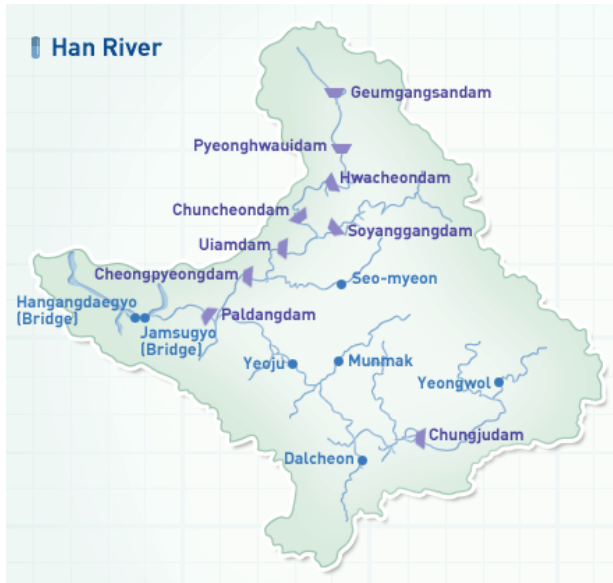 Han River
Geumgangsandam
Pyeonghwauidam
Hwacheondam
Chuncheondam
Soyanggangdam
Uiamdam
Cheongpyeongdam
Seo-myeon
Hangangdaegyo
(Bridge)
Paldangdam
Jamsugyo
(Bridge)
Yeoju
Munmak
Yeongwol
Chungjudam
Dalcheon